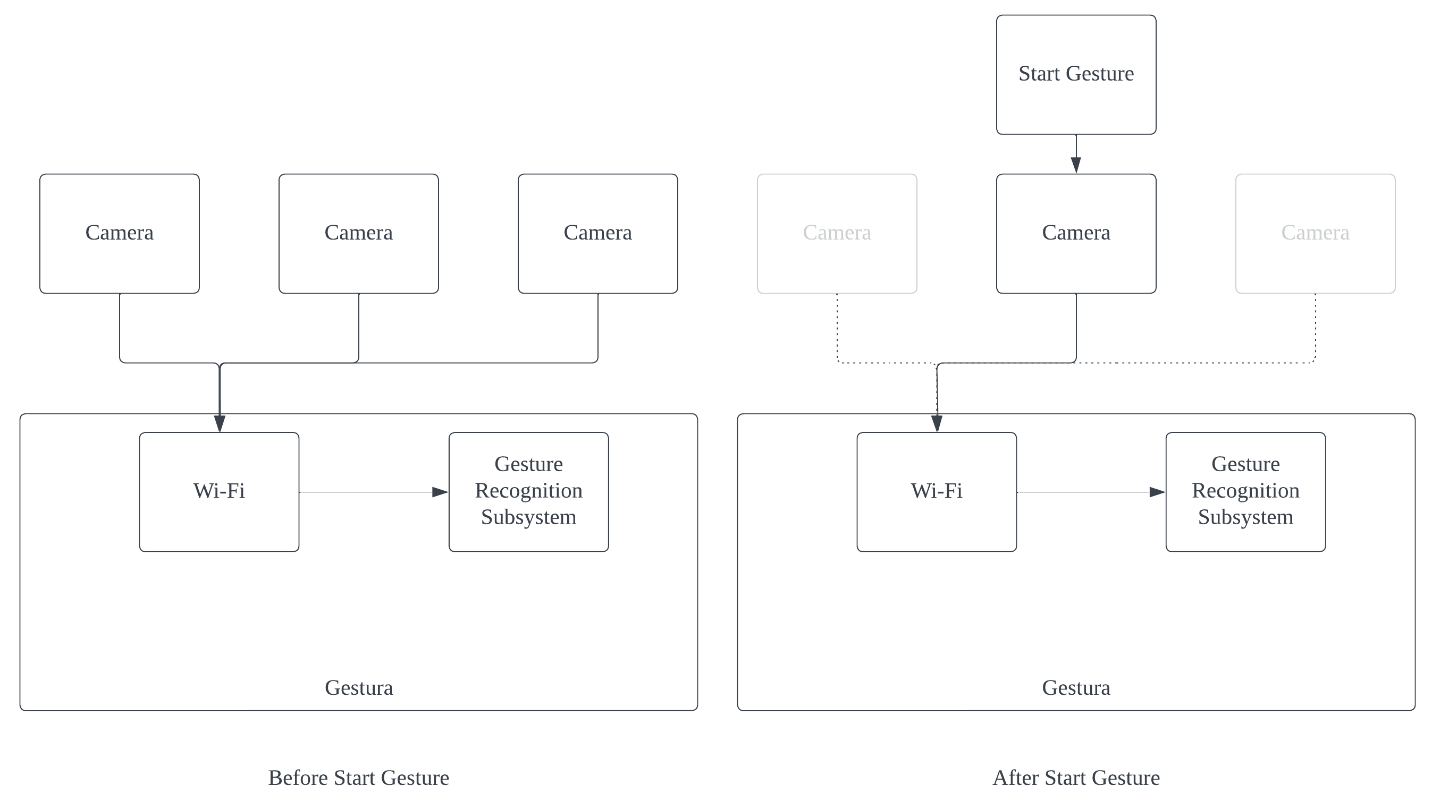 Start Gesture
Camera
Camera
Camera
Camera
Camera
Camera
Wi-Fi
Gesture
Recognition
Subsystem
Wi-Fi
Gesture
Recognition
Subsystem
Gestura
Gestura
Before Start Gesture
After Start Gesture